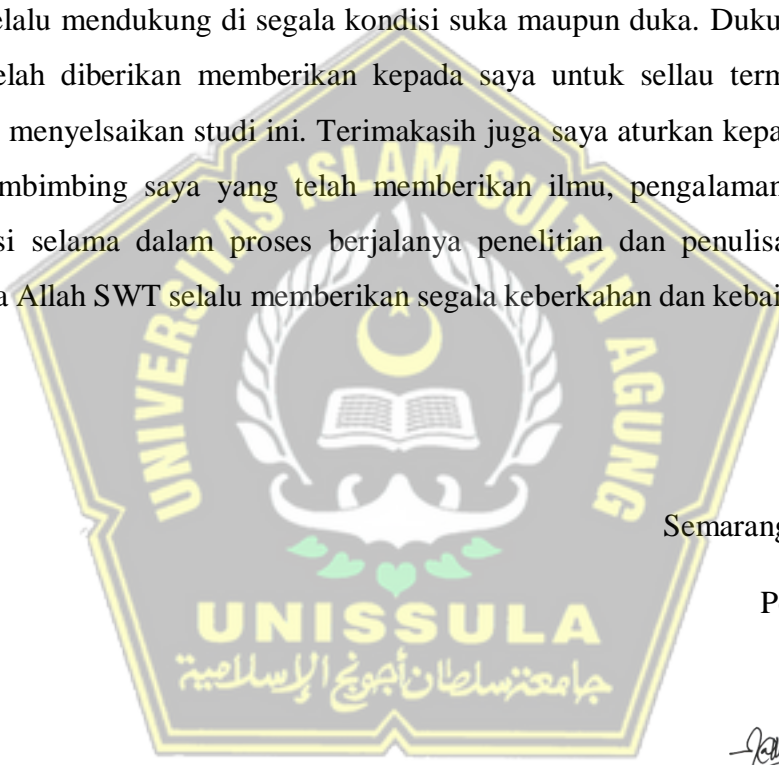 elalu mendukung di segala kondisi suka maupun duka. Duku
elah diberikan memberikan kepada saya untuk sellau term
menyelsaikan studi ini. Terimakasih juga saya aturkan kepa
mbimbing saya yang telah memberikan ilmu, pengalaman
si selama dalam proses berjalanya penelitian dan penulisa
a Allah SWT selalu memberikan segala keberkahan dan kebai
UNIVERSITAS ISLAM SULTAN AGUNG
Semarang
P
UNISSULA
جامعة سلطان أجونج الإسلامية